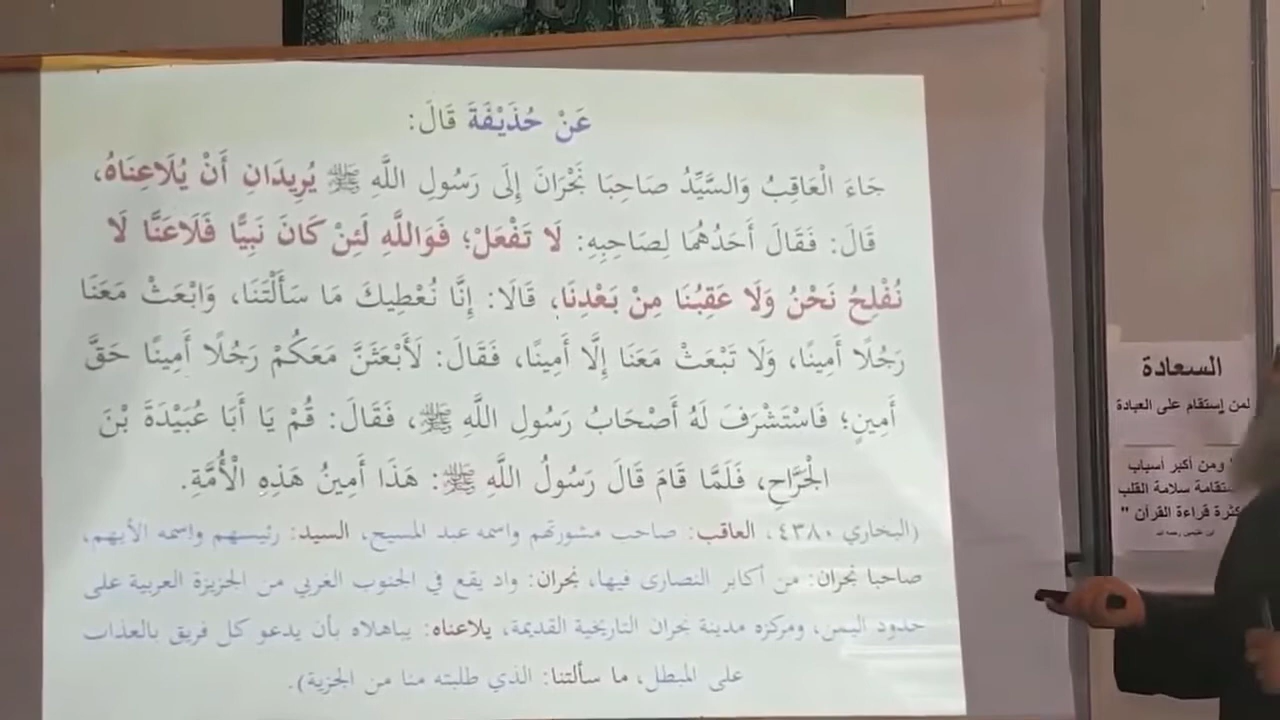 عَنْ حُذَيْفَةَ قَالَ:
جَاءَ الْعَاقِبُ وَالسَّيِّدُ صَاحِبَا نَجْرَانَ إِلَى رَسُولِ اللَّهِ ﷺ يُرِيدَانِ أَنْ يُلَاعِنَاهُ،
قَالَ: فَقَالَ أَحَدُهُمَا لِصَاحِبِهِ: لَا تَفْعَلْ؛ فَوَاللَّهِ لَئِنْ كَانَ نَبِيًّا فَلَاعَنَّا لَا
نُفْلِحُ نَحْنُ وَلَا عَقِبُنَا مِنْ بَعْدِنَا، قَالَا: إِنَّا نُعْطِيكَ مَا سَأَلْتَنَا، وَابْعَثْ مَعَنَا
رَجُلًا أَمِينًا، وَلَا تَبْعَثْ مَعَنَا إِلَّا أَمِينًا، فَقَالَ: لَأَبْعَثَنَّ مَعَكُمْ رَجُلًا أَمِينًا حَقَّ
أَمِينٍ؛ فَاسْتَشْرَفَ لَهُ أَصْحَابُ رَسُولِ اللَّهِ ﷺ، فَقَالَ: قُمْ يَا أَبَا عُبَيْدَةَ بْنَ
الْجَرَّاحِ، فَلَمَّا قَامَ قَالَ رَسُولُ اللَّهِ ﷺ: هَذَا أَمِينُ هَذِهِ الْأُمَّةِ.
(البخاري ٤٣٨٠، العاقب: صاحب مشورتهم واسمه عبد المسيح، السيد: رئيسهم واسمه الأيهم،
صاحبا نجران: من أكابر النصارى فيها، نجران: واد يقع في الجنوب الغربي من الجزيرة العربية على
حدود اليمن، ومركزه مدينة نجران التاريخية القديمة، يلاعناه: يباهلاه بأن يدعو كل فريق بالعذاب
على المبطل، ما سألتنا: الذي طلبته منا من الجزية).
السعادة
لمن إستقام على العبادة
ومن أكبر أسباب
ستقامة سلامة القلب
كثرة قراءة القرآن "